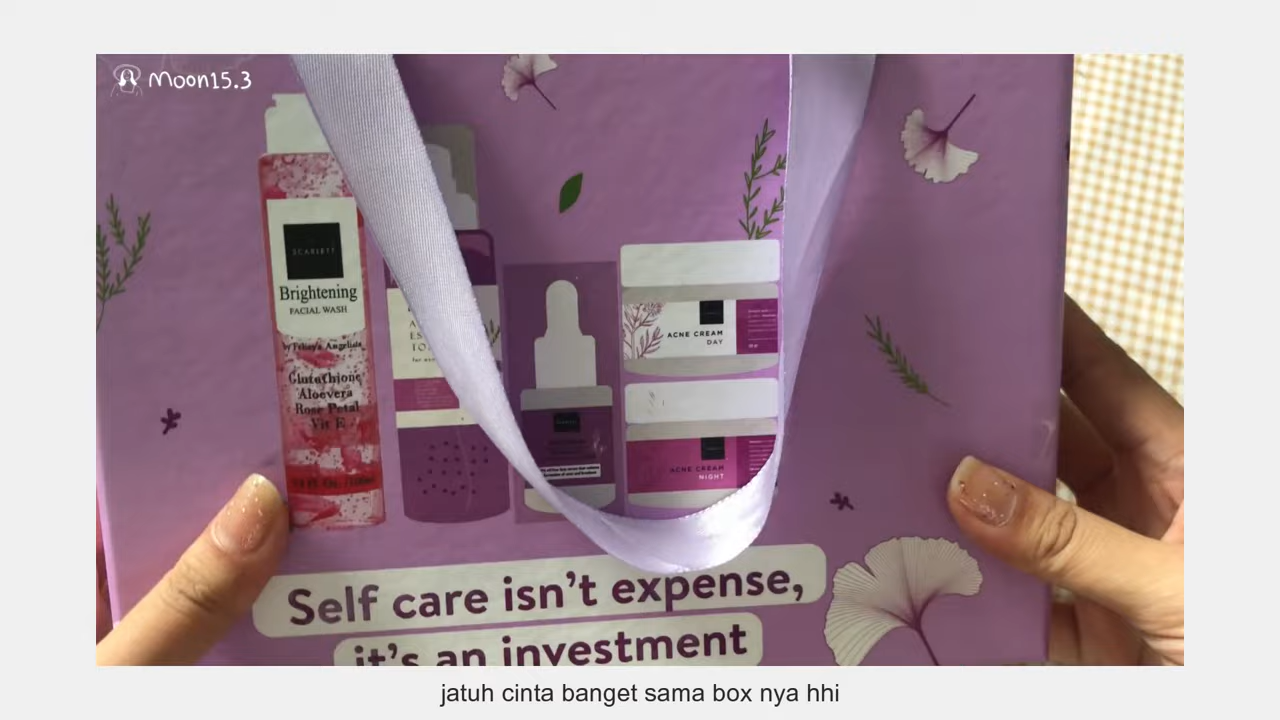 Moon15.3
SCARLETT
Brightening
FACIAL WASH
by Felicya Angelista
Glutathione
Aloevera
Rose Petal
Vit E
ACNE CREAM
DAY
ACNE CREAM
NIGHT
Self care isn't expense,
it's an investment
jatuh cinta banget sama box nya hhi